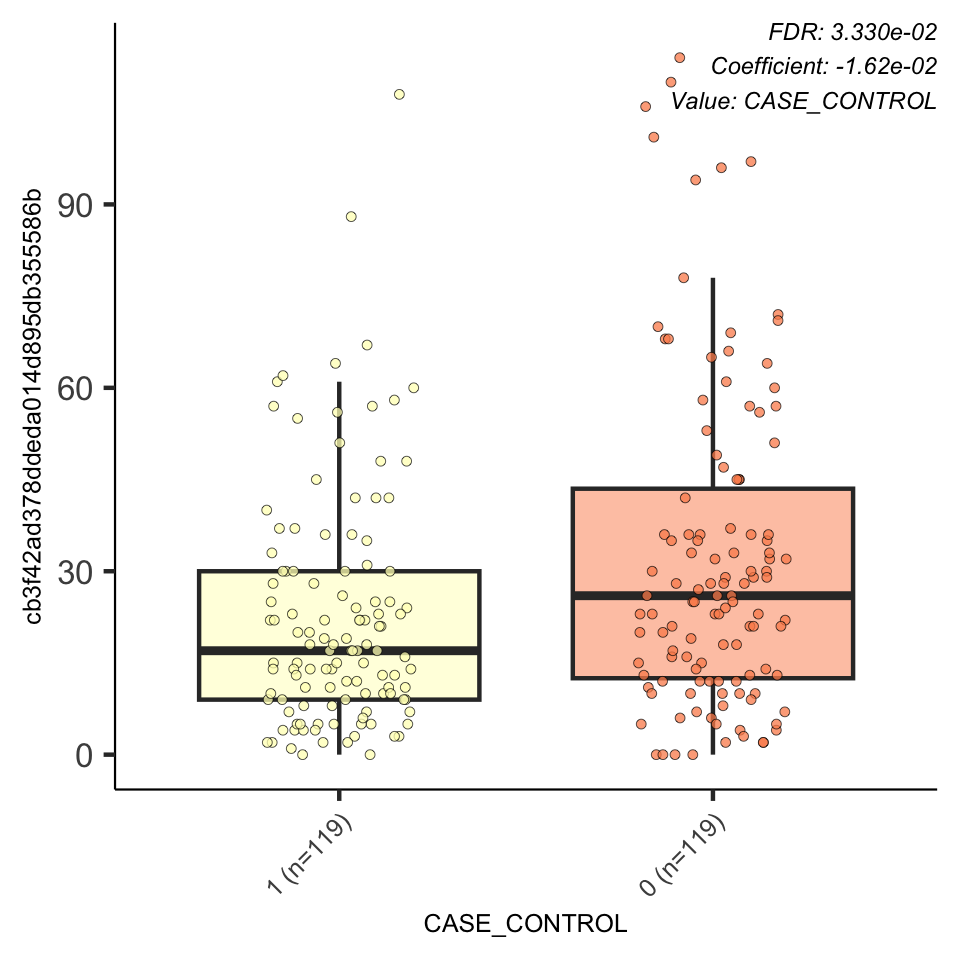 FDR: 3.330e-02
Coefficient: -1.62e-02
Value: CASE_CONTROL
cb3f42ad378ddeda014d895db355586b
90
60
30
0
1 (n=119)
0 (n=119)
CASE_CONTROL